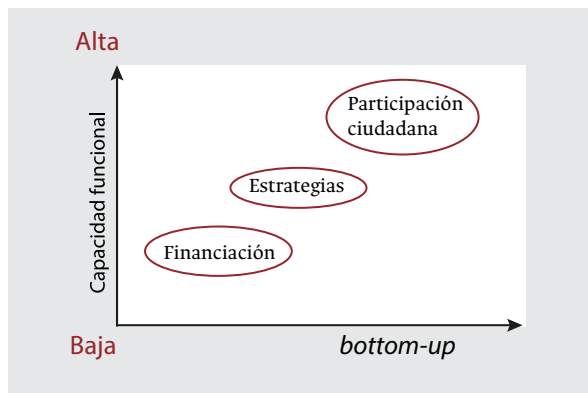 Alta
Capacidad funcional
Participación
ciudadana
Estrategias
Financiación
Baja
bottom-up